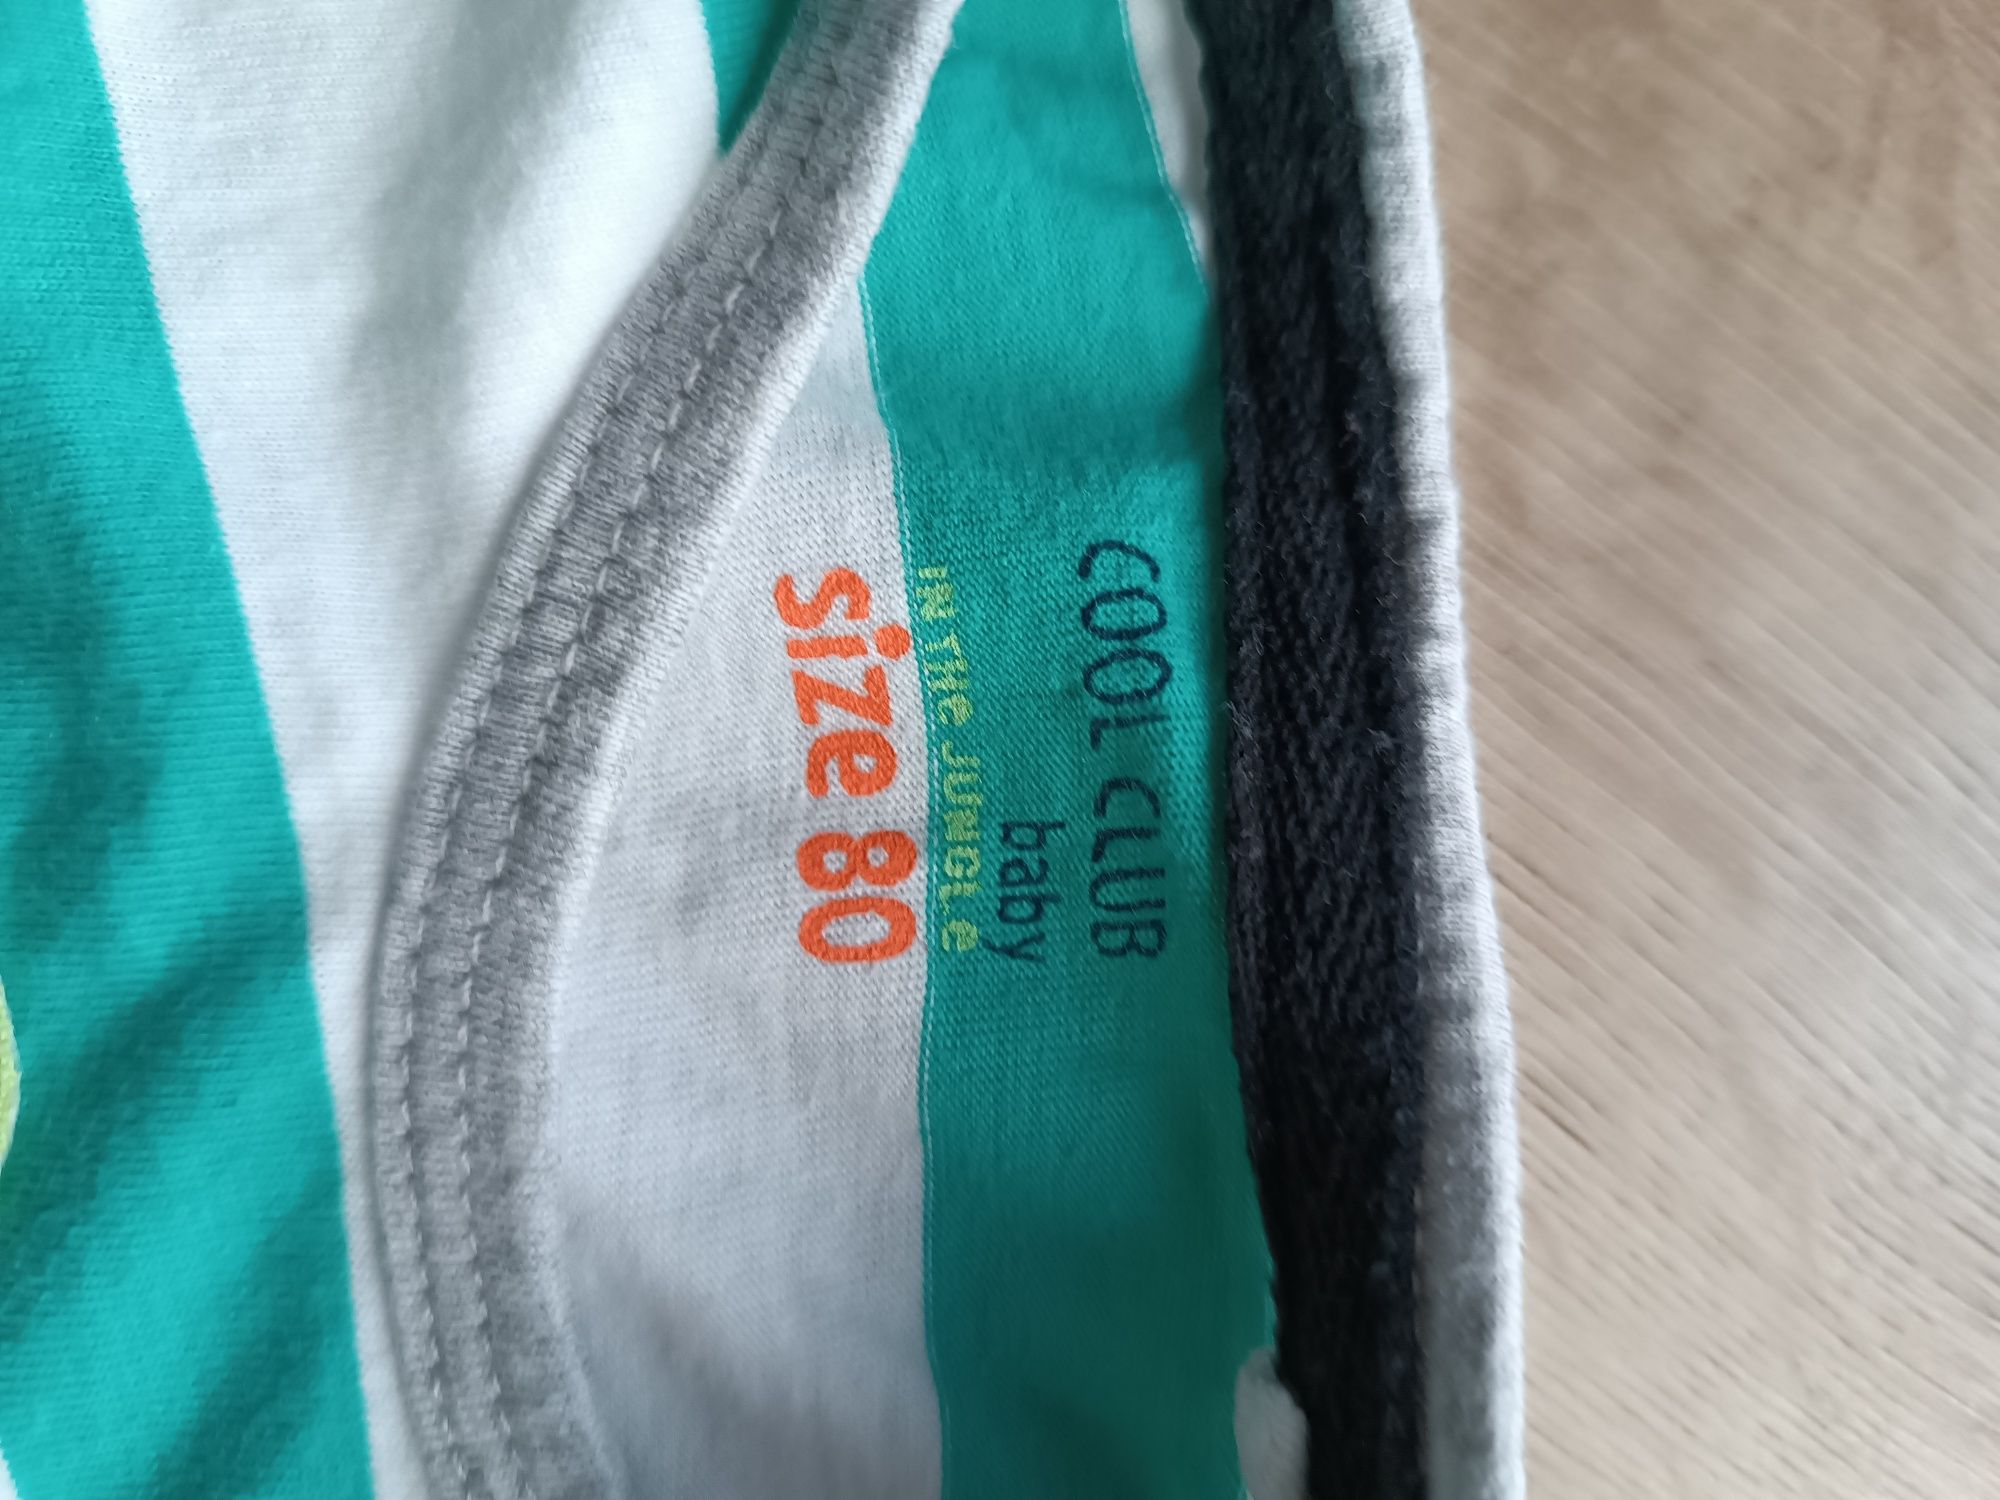 COOL CLUB
baby
IN THE JUNGLE
size 80